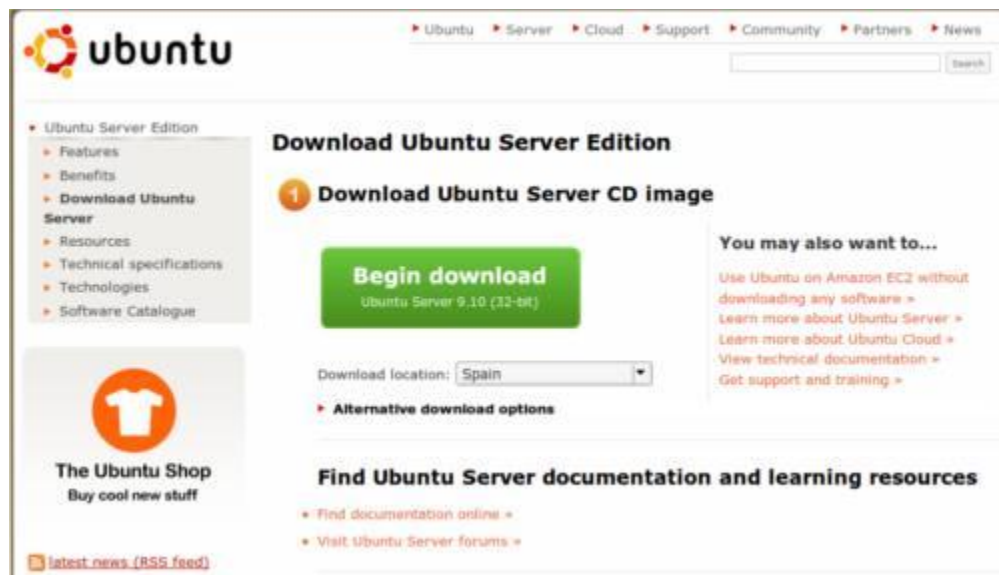 ubuntu
Ubuntu Server Cloud Support Community Partners News
Search
Ubuntu Server Edition
Features
Benefits
Download Ubuntu
Server
Resources
Technical specifications
Technologies
Software Catalogue
The Ubuntu Shop
Buy cool new stuff
latest news (RSS feed)
Download Ubuntu Server Edition
1 Download Ubuntu Server CD image
Begin download
Ubuntu Server 9.10 (32-bit)
Download location: Spain
Alternative download options
You may also want to...
Use Ubuntu on Amazon EC2 without
downloading any software »
Learn more about Ubuntu Server »
Learn more about Ubuntu Cloud »
View technical documentation »
Get support and training »
Find Ubuntu Server documentation and learning resources
Find documentation online »
Visit Ubuntu Server forums »